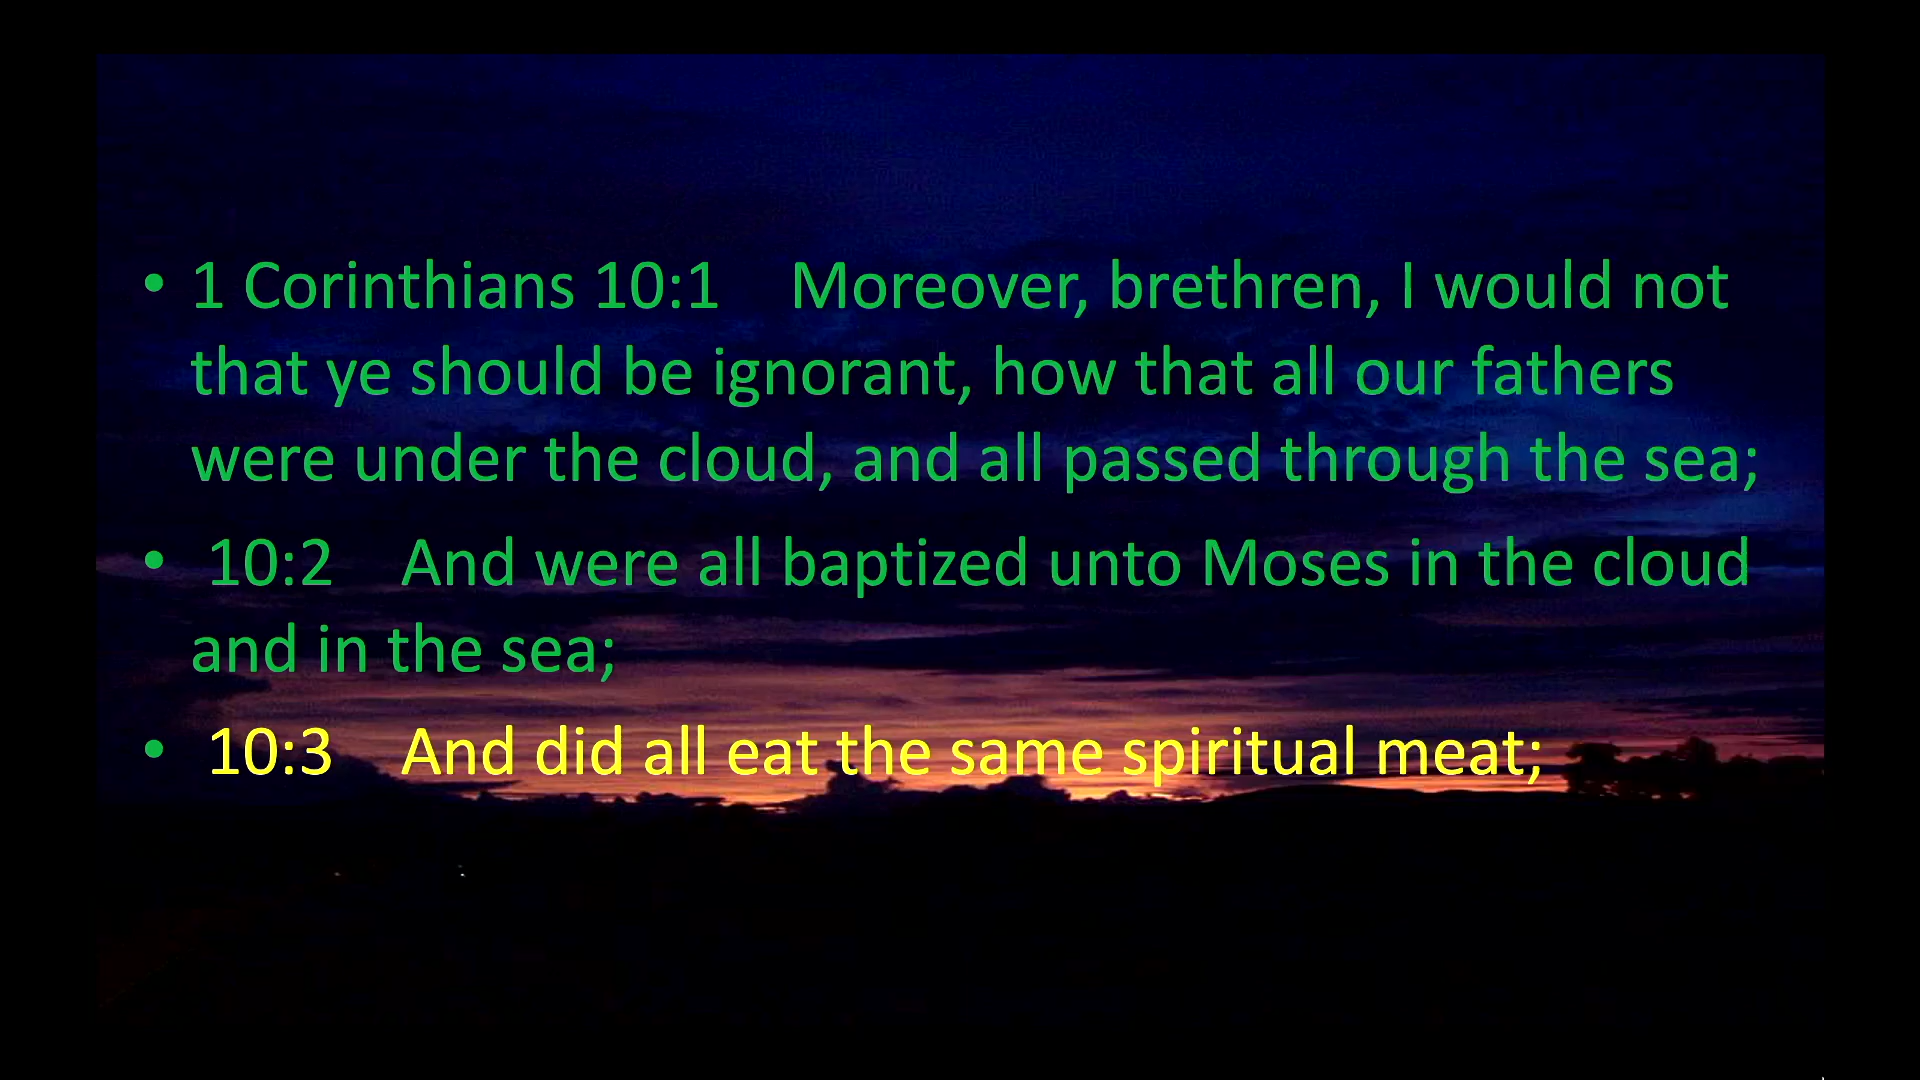 • 1 Corinthians 10:1 Moreover, brethren, I would not
that ye should be ignorant, how that all our fathers
were under the cloud, and all passed through the sea;
• 10:2 And were all baptized unto Moses in the cloud
and in the sea;
• 10:3 And did all eat the same spiritual meat;